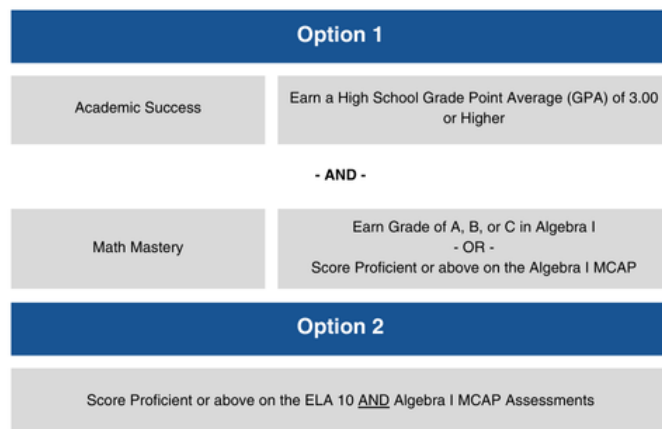 Option 1
Academic Success
Earn a High School Grade Point Average (GPA) of 3.00
or Higher
- AND -
Math Mastery
Earn Grade of A, B, or C in Algebra I
- OR -
Score Proficient or above on the Algebra I MCAP
Option 2
Score Proficient or above on the ELA 10 AND Algebra I MCAP Assessments